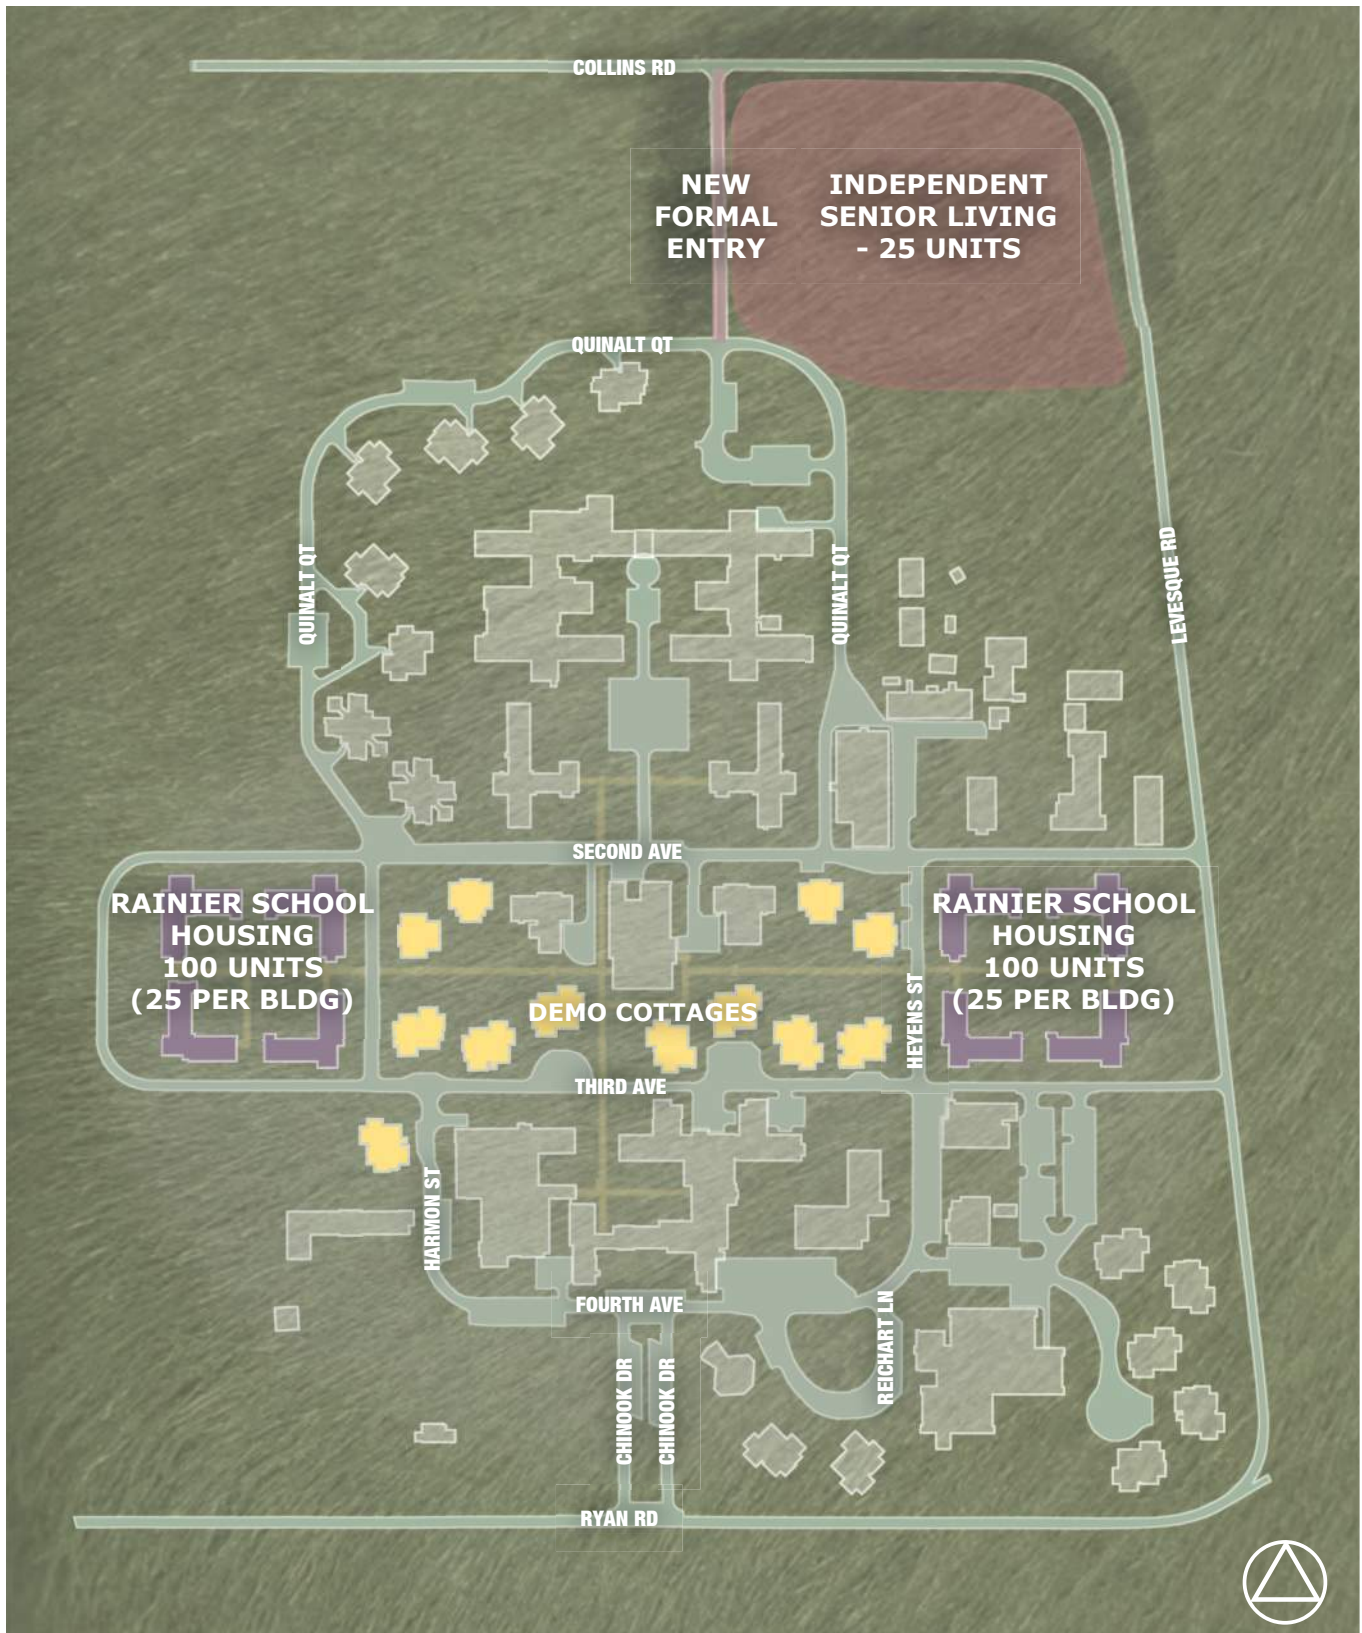 COLLINS RD
NEW
FORMAL
ENTRY
INDEPENDENT
SENIOR LIVING
- 25 UNITS
QUINALT QT
QUINALT QT
QUINALT QT
LEVESQUE RD
SECOND AVE
RAINIER SCHOOL
HOUSING
100 UNITS
(25 PER BLDG)
RAINIER SCHOOL
HOUSING
100 UNITS
(25 PER BLDG)
DEMO COTTAGES
HEYENS ST
THIRD AVE
HARMON ST
FOURTH AVE
REICHART LN
CHINOOK DR
CHINOOK DR
RYAN RD